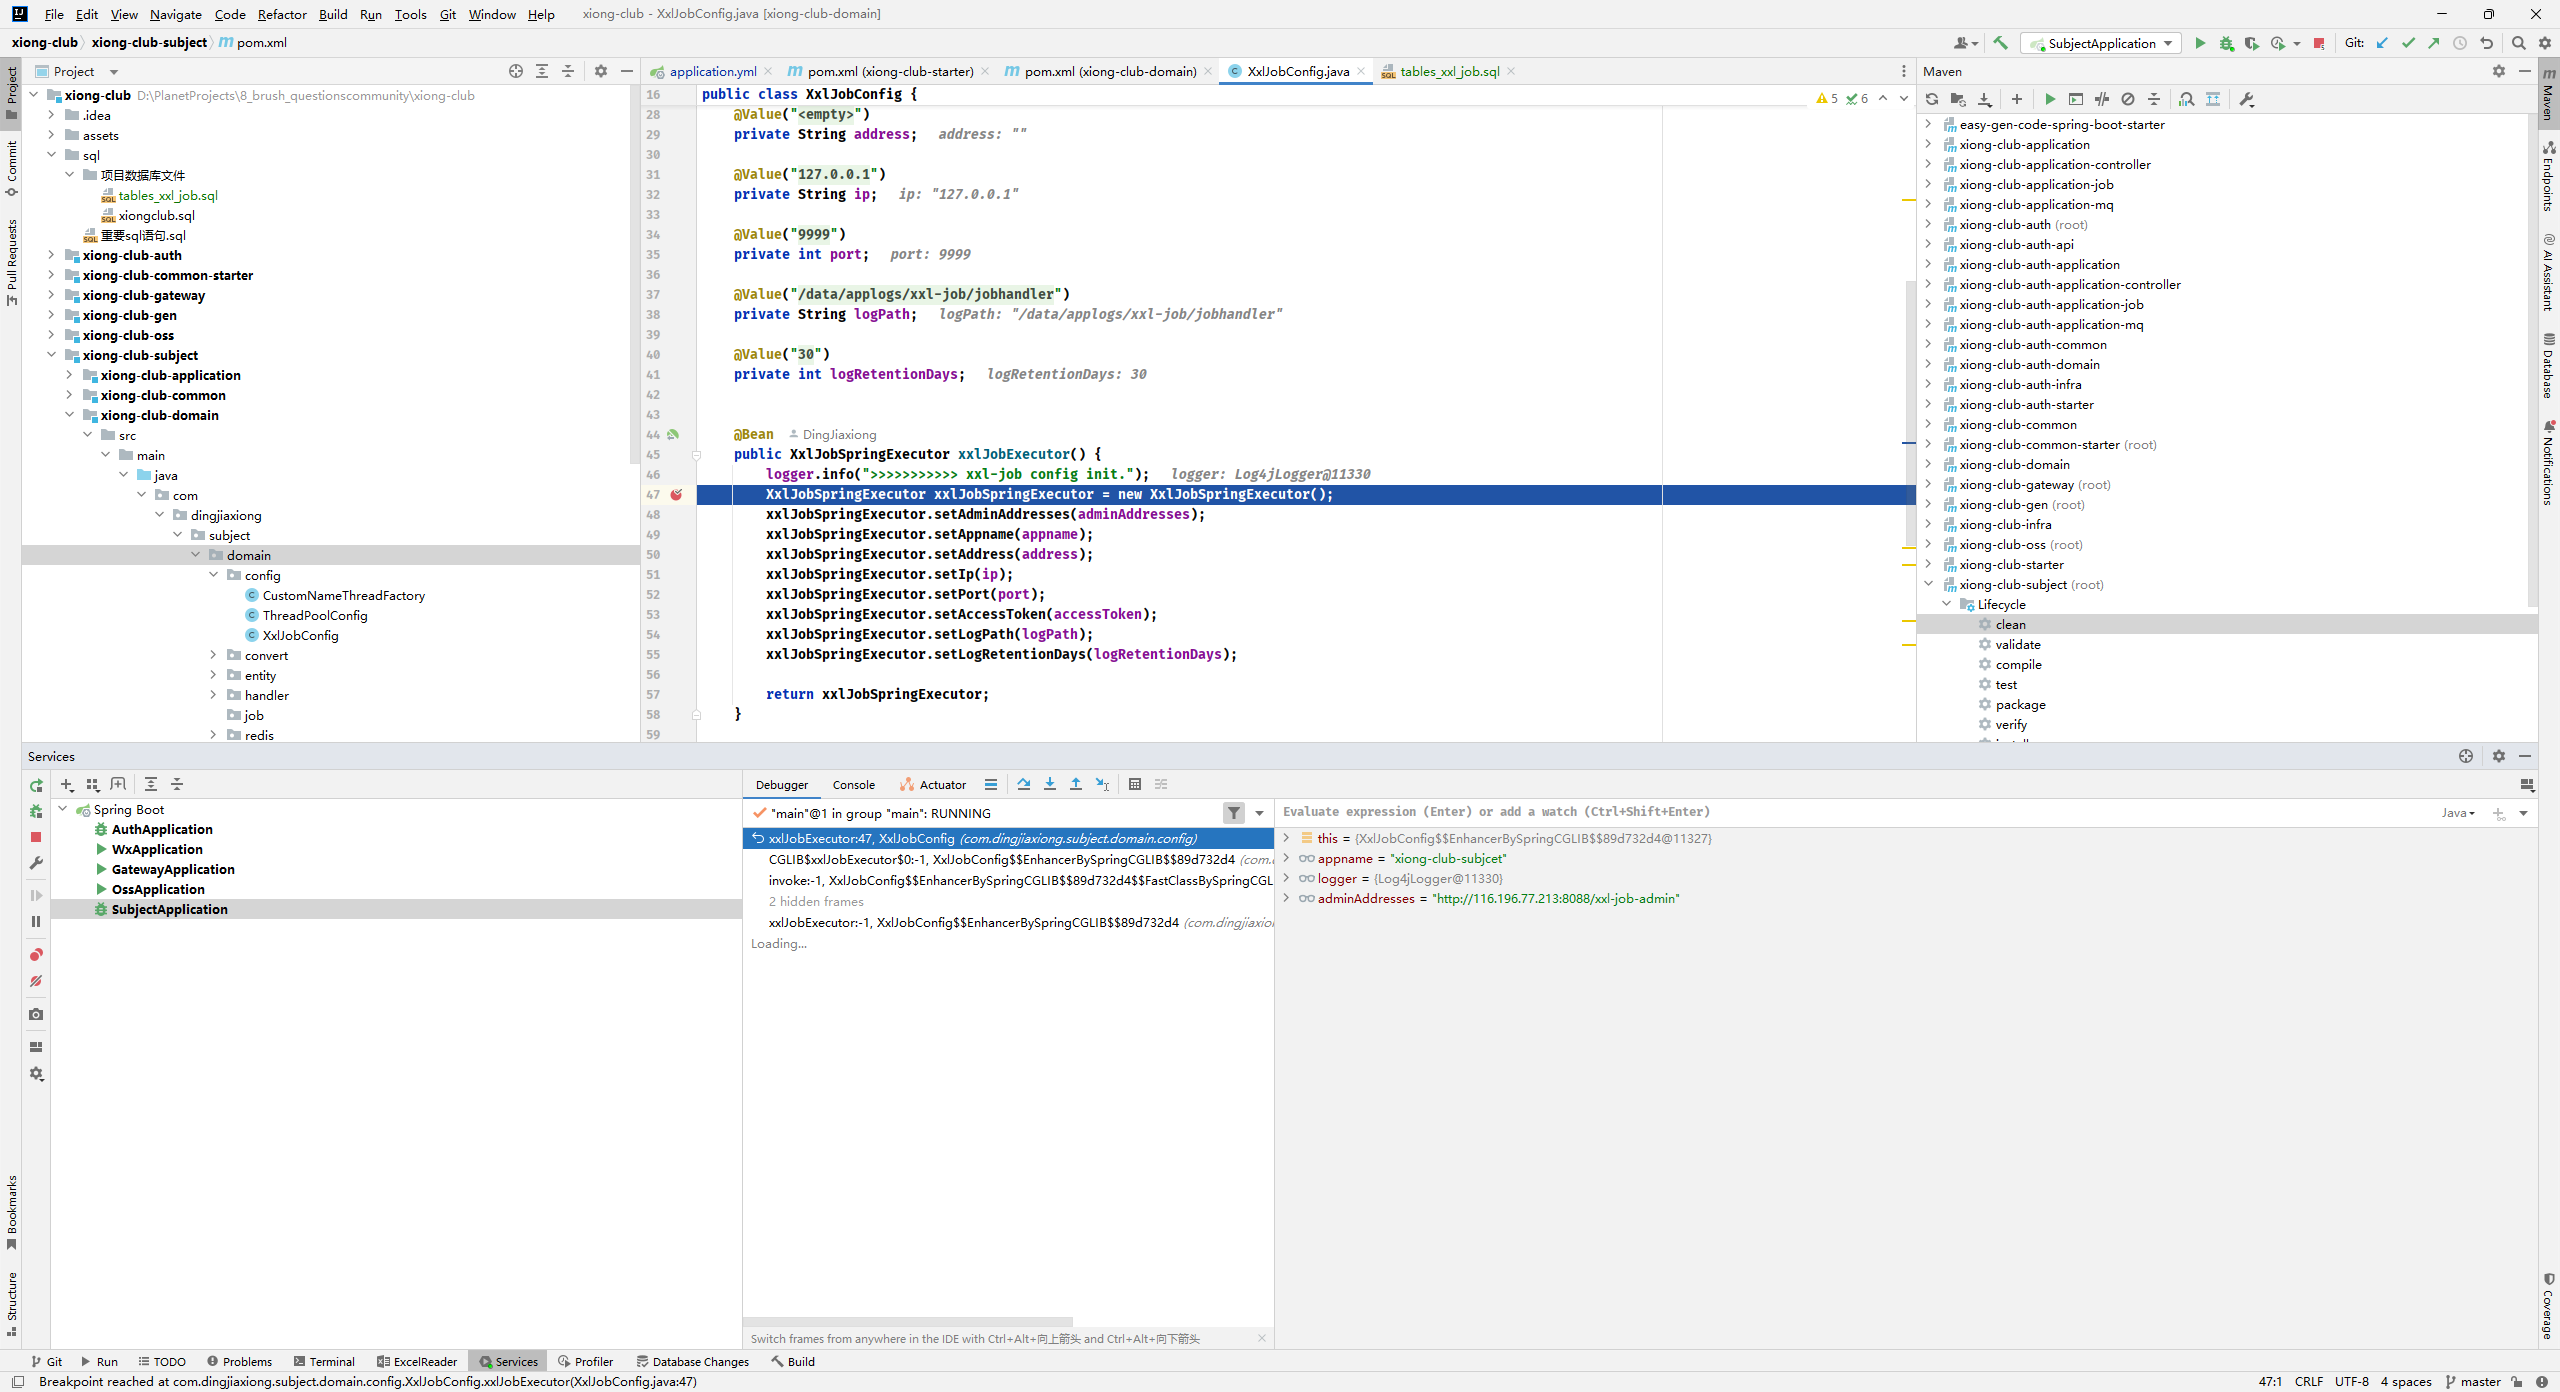 File Edit View Navigate Code Refactor Build Run Tools Git Window Help xiong-club - XxlJobConfig.java [xiong-club-domain]
xiong-club xiong-club-subject pom.xml
SubjectApplication Git:
Project
application.yml pom.xml (xiong-club-starter) pom.xml (xiong-club-domain) XxlJobConfig.java tables_xxl_job.sql
Maven
Project
Commit
Pull Requests
xiong-club D:\PlanetProjects\8_brush_questionscommunity\xiong-club
.idea
assets
sql
项目数据库文件
tables_xxl_job.sql
xiongclub.sql
重要sql语句.sql
xiong-club-auth
xiong-club-common-starter
xiong-club-gateway
xiong-club-gen
xiong-club-oss
xiong-club-subject
xiong-club-application
xiong-club-common
xiong-club-domain
src
main
java
com
dingjiaxiong
subject
domain
config
CustomNameThreadFactory
ThreadPoolConfig
XxlJobConfig
convert
entity
handler
job
redis
16 public class XxlJobConfig {
5 6
28 @Value("<empty>")
29 private String address; address: ""
30
31 @Value("127.0.0.1")
32 private String ip; ip: "127.0.0.1"
33
34 @Value("9999")
35 private int port; port: 9999
36
37 @Value("/data/applogs/xxl-job/jobhandler")
38 private String logPath; logPath: "/data/applogs/xxl-job/jobhandler"
39
40 @Value("30")
41 private int logRetentionDays; logRetentionDays: 30
42
43
44 @Bean DingJiaxiong
45 public XxlJobSpringExecutor xxlJobExecutor() {
46 logger.info(">>>>>>>>>>> xxl-job config init."); logger: Log4jLogger@11330
47 XxlJobSpringExecutor xxlJobSpringExecutor = new XxlJobSpringExecutor();
48 xxlJobSpringExecutor.setAdminAddresses(adminAddresses);
49 xxlJobSpringExecutor.setAppname(appname);
50 xxlJobSpringExecutor.setAddress(address);
51 xxlJobSpringExecutor.setIp(ip);
52 xxlJobSpringExecutor.setPort(port);
53 xxlJobSpringExecutor.setAccessToken(accessToken);
54 xxlJobSpringExecutor.setLogPath(logPath);
55 xxlJobSpringExecutor.setLogRetentionDays(logRetentionDays);
56
57 return xxlJobSpringExecutor;
58 }
59
easy-gen-code-spring-boot-starter
xiong-club-application
xiong-club-application-controller
xiong-club-application-job
xiong-club-application-mq
xiong-club-auth (root)
xiong-club-auth-api
xiong-club-auth-application
xiong-club-auth-application-controller
xiong-club-auth-application-job
xiong-club-auth-application-mq
xiong-club-auth-common
xiong-club-auth-domain
xiong-club-auth-infra
xiong-club-auth-starter
xiong-club-common
xiong-club-common-starter (root)
xiong-club-domain
xiong-club-gateway (root)
xiong-club-gen (root)
xiong-club-infra
xiong-club-oss (root)
xiong-club-starter
xiong-club-subject (root)
Lifecycle
clean
validate
compile
test
package
verify
Maven
Endpoints
AI Assistant
Database
Notifications
Services
Spring Boot
AuthApplication
WxApplication
GatewayApplication
OssApplication
SubjectApplication
Debugger Console Actuator
"main"@1 in group "main": RUNNING
xxlJobExecutor:47, XxlJobConfig (com.dingjiaxiong.subject.domain.config)
CGLIB$xxlJobExecutor$0:-1, XxlJobConfig$$EnhancerBySpringCGLIB$$89d732d4 (com.
invoke:-1, XxlJobConfig$$EnhancerBySpringCGLIB$$89d732d4$$FastClassBySpringCGL
2 hidden frames
xxlJobExecutor:-1, XxlJobConfig$$EnhancerBySpringCGLIB$$89d732d4 (com.dingjiaxio
Loading...
Switch frames from anywhere in the IDE with Ctrl+Alt+向上箭头 and Ctrl+Alt+向下箭头
Evaluate expression (Enter) or add a watch (Ctrl+Shift+Enter) Java
this = {XxlJobConfig$$EnhancerBySpringCGLIB$$89d732d4@11327}
appname = "xiong-club-subjcet"
logger = {Log4jLogger@11330}
adminAddresses = "http://116.196.77.213:8088/xxl-job-admin"
Bookmarks
Structure
Coverage
Git Run TODO Problems Terminal ExcelReader Services Profiler Database Changes Build
Breakpoint reached at com.dingjiaxiong.subject.domain.config.XxlJobConfig.xxlJobExecutor(XxlJobConfig.java:47)
47:1 CRLF UTF-8 4 spaces master